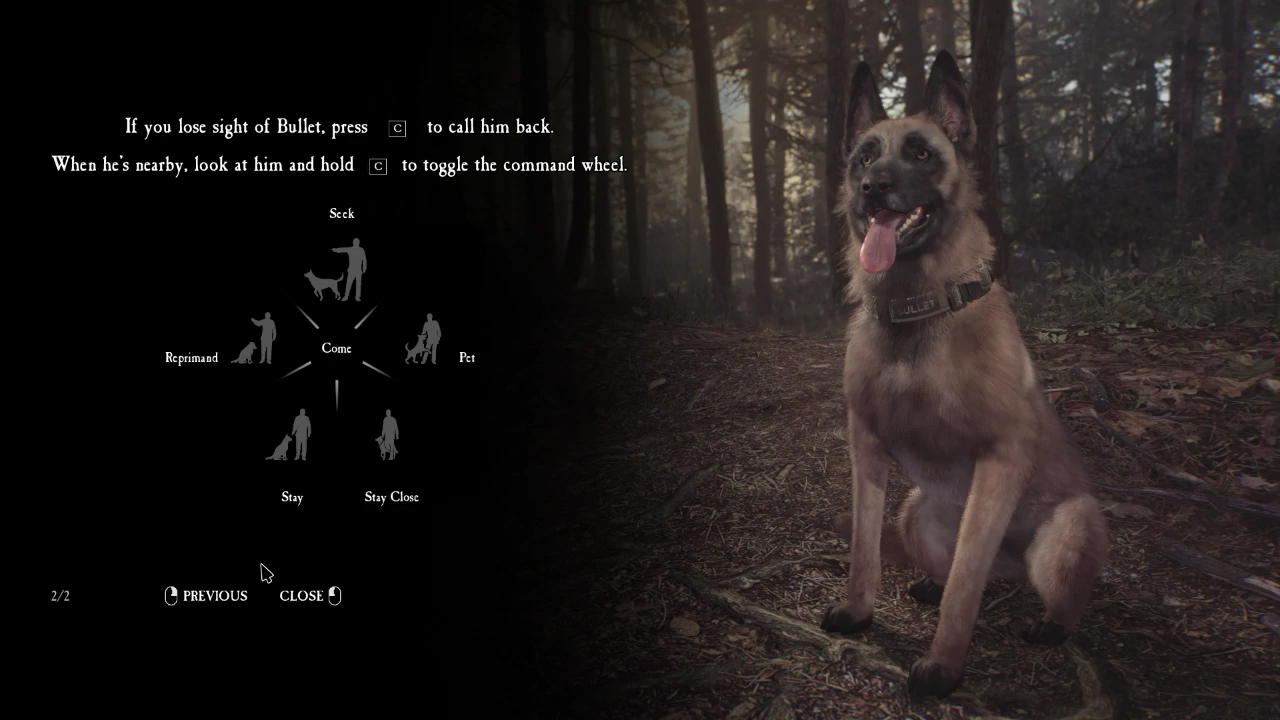 If you lose sight of Bullet, press C to call him back.
When he's nearby, look at him and hold C to toggle the command wheel.
Seek
Reprimand
Come
Pet
Stay
Stay Close
BULLET
2/2
PREVIOUS
CLOSE